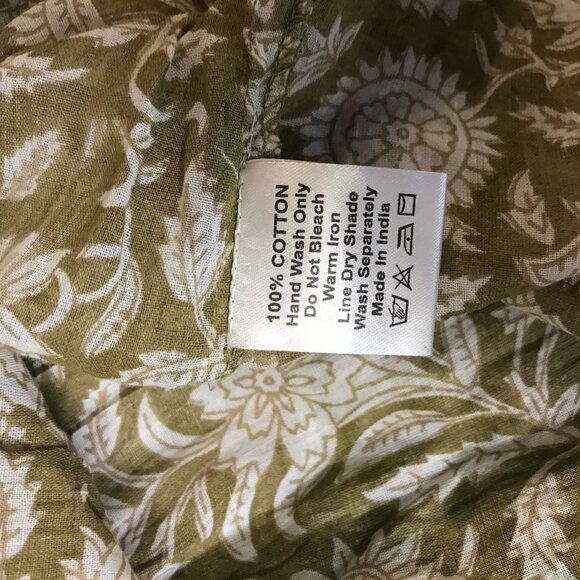 100% COTTON
Hand Wash Only
Do Not Bleach
Warm Iron
Line Dry Shade
Wash Separately
Made In India